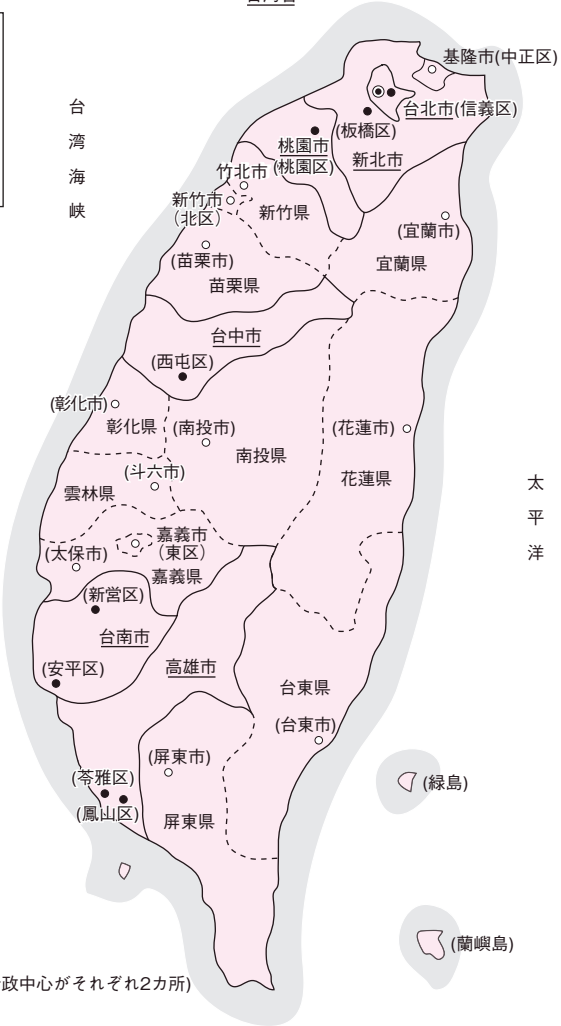 基隆市(中正区)
台北市(信義区)
(板橋区)
桃園市
(桃園区)
新北市
竹北市
新竹市
(北区)
新竹県
(宜蘭市)
宜蘭県
(苗栗市)
苗栗県
台中市
(西屯区)
(彰化市)
彰化県
(南投市)
南投県
(花蓮市)
花蓮県
(斗六市)
雲林県
嘉義市
(東区)
(太保市)
嘉義県
(新営区)
台南市
(安平区)
高雄市
台東県
(台東市)
(屏東市)
屏東県
(苓雅区)
(鳳山区)
(緑島)
(蘭嶼島)
台湾海峡
太平洋
政中心がそれぞれ2カ所)